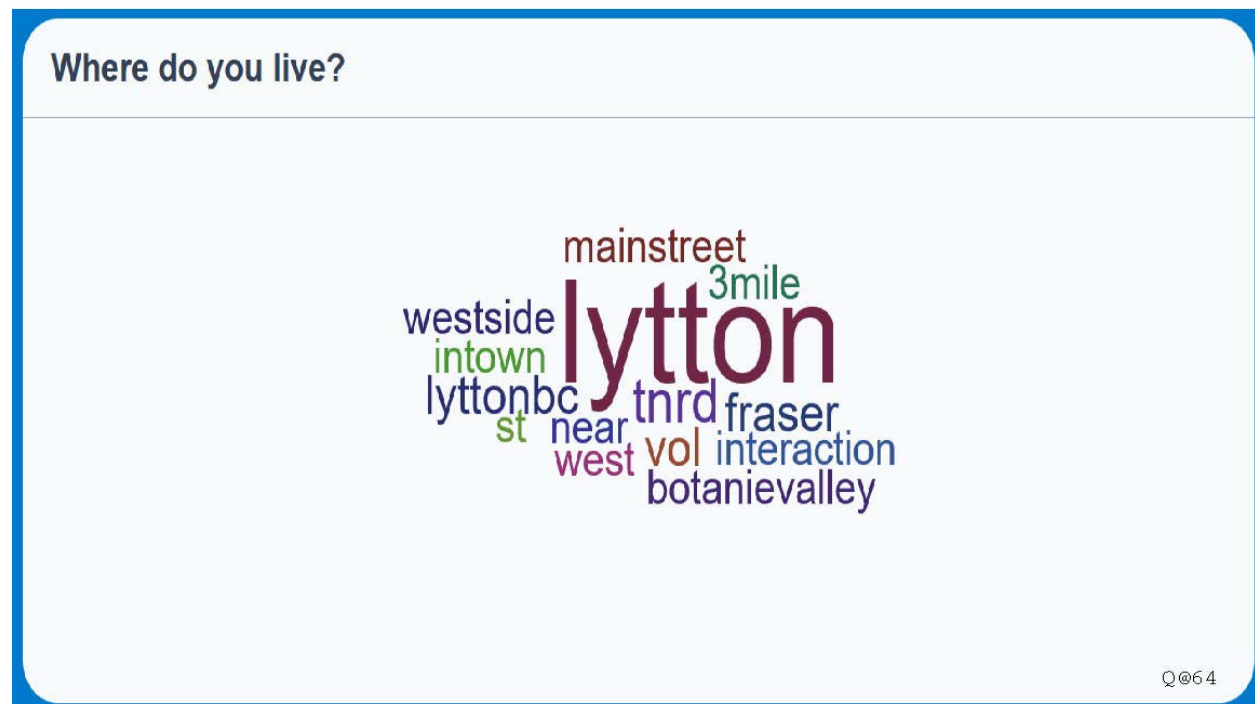 Where do you live?
mainstreet
3mile
westside
lytton
intown
lyttonbc
tnrd
fraser
st
near
vol
interaction
west
botanievalley
Q@64